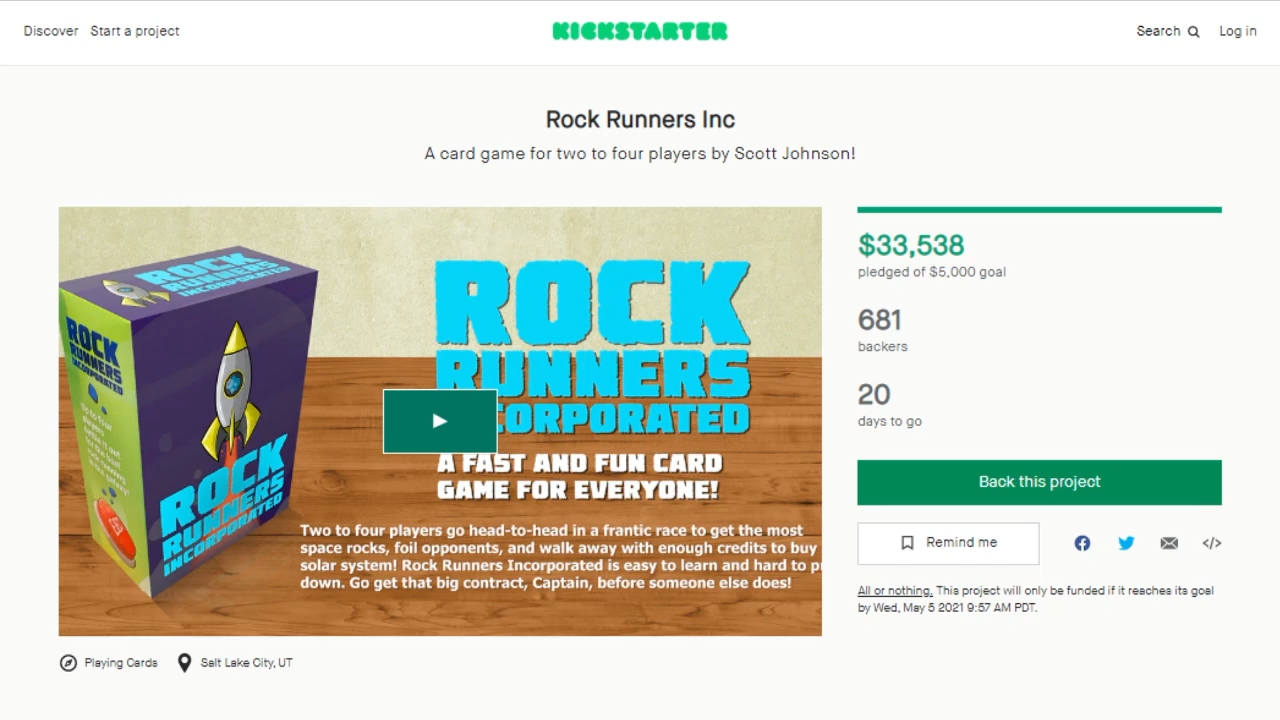 Discover Start a project
KICKSTARTER
Search Log in
Rock Runners Inc
A card game for two to four players by Scott Johnson!
ROCK
RUNNERS
INCORPORATED
ROCK
RUNNERS
INCORPORATED
ROCK
RUNNERS
INCORPORATED
ROCK
RUNNERS
CORPORATED
A FAST AND FUN CARD
GAME FOR EVERYONE!
Two to four players go head-to-head in a frantic race to get the most
space rocks, foil opponents, and walk away with enough credits to buy
solar system! Rock Runners Incorporated is easy to learn and hard to
down. Go get that big contract, Captain, before someone else does!
$33,538
pledged of $5,000 goal
681
backers
20
days to go
Back this project
Remind me
</>
All or nothing. This project will only be funded if it reaches its goal
by Wed, May 5 2021 9:57 AM PDT.
Playing Cards Salt Lake City, UT